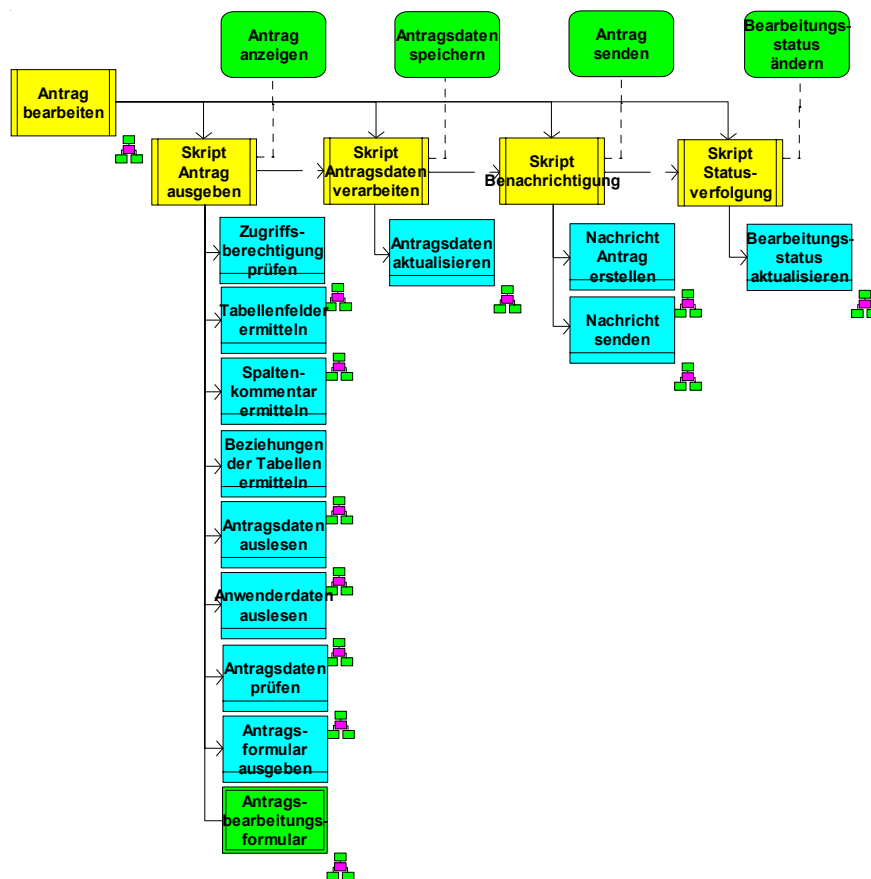 Antrag
anzeigen
Antragsdaten
speichern
Antrag
senden
Bearbeitungs-
status
ändern
Antrag
bearbeiten
Skript
Antrag
ausgeben
Skript
Antragsdaten
verarbeiten
Skript
Benachrichtigung
Skript
Status-
verfolgung
Zugriffs-
berechtigung
prüfen
Antragsdaten
aktualisieren
Nachricht
Antrag
erstellen
Bearbeitungs-
status
aktualisieren
Tabellenfelder
ermitteln
Nachricht
senden
Spalten-
kommentar
ermitteln
Beziehungen
der Tabellen
ermitteln
Antragsdaten
auslesen
Anwenderdaten
auslesen
Antragsdaten
prüfen
Antrags-
formular
ausgeben
Antrags-
bearbeitungs-
formular